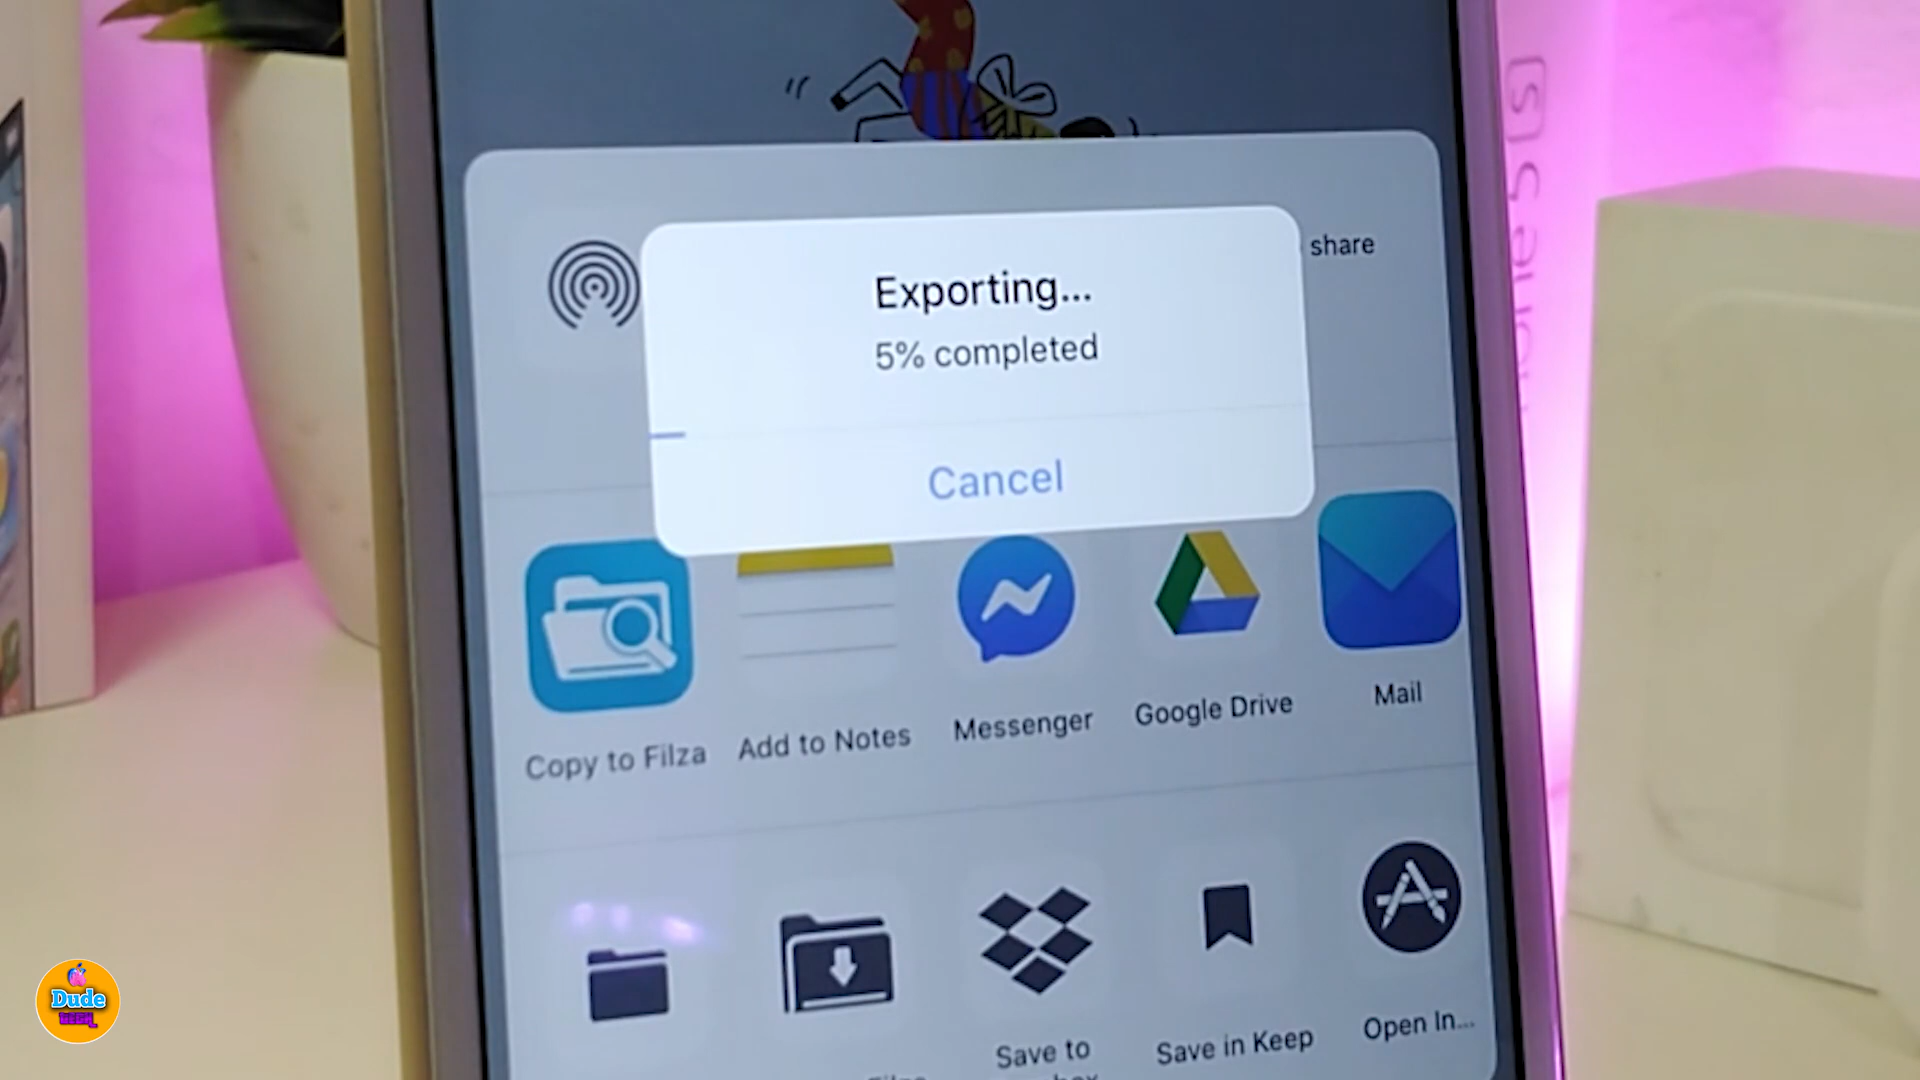 share
Exporting...
5% completed
Cancel
Copy to Filza
Add to Notes
Messenger
Google Drive
Mail
Save to
Save in Keep
Open In...
Dude
TECH